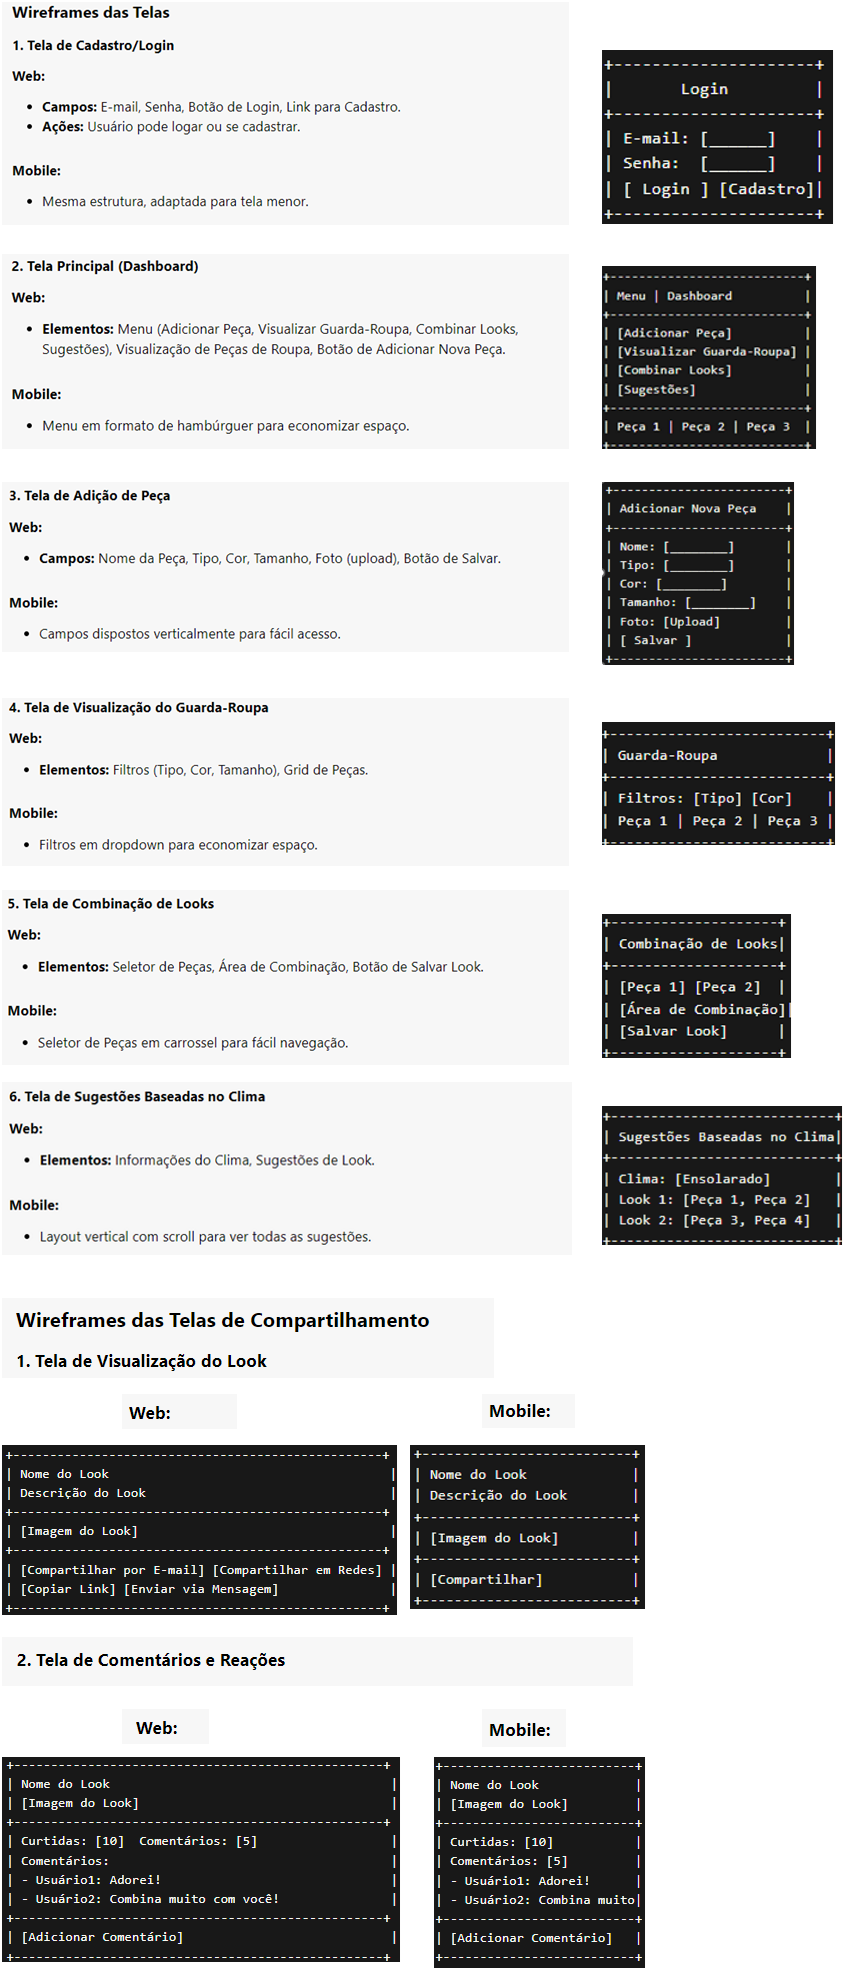 Wireframes das Telas
1. Tela de Cadastro/Login
Web:
• Campos: E-mail, Senha, Botão de Login, Link para Cadastro.
• Ações: Usuário pode logar ou se cadastrar.
Mobile:
• Mesma estrutura, adaptada para tela menor.
+---------------------+
|       Login         |
+---------------------+
| E-mail: [______]    |
| Senha:  [______]    |
| [ Login ] [Cadastro]|
+---------------------+
2. Tela Principal (Dashboard)
Web:
• Elementos: Menu (Adicionar Peça, Visualizar Guarda-Roupa, Combinar Looks,
Sugestões), Visualização de Peças de Roupa, Botão de Adicionar Nova Peça.
Mobile:
• Menu em formato de hambúrguer para economizar espaço.
+---------------------------+
| Menu | Dashboard          |
+---------------------------+
| [Adicionar Peça]          |
| [Visualizar Guarda-Roupa] |
| [Combinar Looks]          |
| [Sugestões]               |
+---------------------------+
| Peça 1 | Peça 2 | Peça 3  |
+---------------------------+
3. Tela de Adição de Peça
Web:
• Campos: Nome da Peça, Tipo, Cor, Tamanho, Foto (upload), Botão de Salvar.
Mobile:
• Campos dispostos verticalmente para fácil acesso.
+-----------------------+
| Adicionar Nova Peça   |
+-----------------------+
| Nome: [________]      |
| Tipo: [________]      |
| Cor: [________]       |
| Tamanho: [________]   |
| Foto: [Upload]        |
| [ Salvar ]            |
+-----------------------+
4. Tela de Visualização do Guarda-Roupa
Web:
• Elementos: Filtros (Tipo, Cor, Tamanho), Grid de Peças.
Mobile:
• Filtros em dropdown para economizar espaço.
+--------------------------+
| Guarda-Roupa             |
+--------------------------+
| Filtros: [Tipo] [Cor]    |
| Peça 1 | Peça 2 | Peça 3 |
+--------------------------+
5. Tela de Combinação de Looks
Web:
• Elementos: Seletor de Peças, Área de Combinação, Botão de Salvar Look.
Mobile:
• Seletor de Peças em carrossel para fácil navegação.
+---------------------+
| Combinação de Looks|
+---------------------+
| [Peça 1] [Peça 2]  |
| [Área de Combinação]|
| [Salvar Look]      |
+---------------------+
6. Tela de Sugestões Baseadas no Clima
Web:
• Elementos: Informações do Clima, Sugestões de Look.
Mobile:
• Layout vertical com scroll para ver todas as sugestões.
+----------------------------+
| Sugestões Baseadas no Clima|
+----------------------------+
| Clima: [Ensolarado]        |
| Look 1: [Peça 1, Peça 2]   |
| Look 2: [Peça 3, Peça 4]   |
+----------------------------+
Wireframes das Telas de Compartilhamento
1. Tela de Visualização do Look
Web:
+--------------------------------------------------+
| Nome do Look                                      |
| Descrição do Look                                 |
+--------------------------------------------------+
| [Imagem do Look]                                  |
+--------------------------------------------------+
| [Compartilhar por E-mail] [Compartilhar em Redes] |
| [Copiar Link] [Enviar via Mensagem]               |
+--------------------------------------------------+
Mobile:
+---------------------------+
| Nome do Look              |
| Descrição do Look         |
+---------------------------+
| [Imagem do Look]          |
+---------------------------+
| [Compartilhar]            |
+---------------------------+
2. Tela de Comentários e Reações
Web:
+--------------------------------------------------+
| Nome do Look                                      |
| [Imagem do Look]                                  |
+--------------------------------------------------+
| Curtidas: [10]  Comentários: [5]                  |
| Comentários:                                      |
| - Usuário1: Adorei!                               |
| - Usuário2: Combina muito com você!               |
+--------------------------------------------------+
| [Adicionar Comentário]                            |
+--------------------------------------------------+
Mobile:
+---------------------------+
| Nome do Look              |
| [Imagem do Look]          |
+---------------------------+
| Curtidas: [10]            |
| Comentários: [5]          |
| - Usuário1: Adorei!       |
| - Usuário2: Combina muito|
+---------------------------+
| [Adicionar Comentário]    |
+---------------------------+